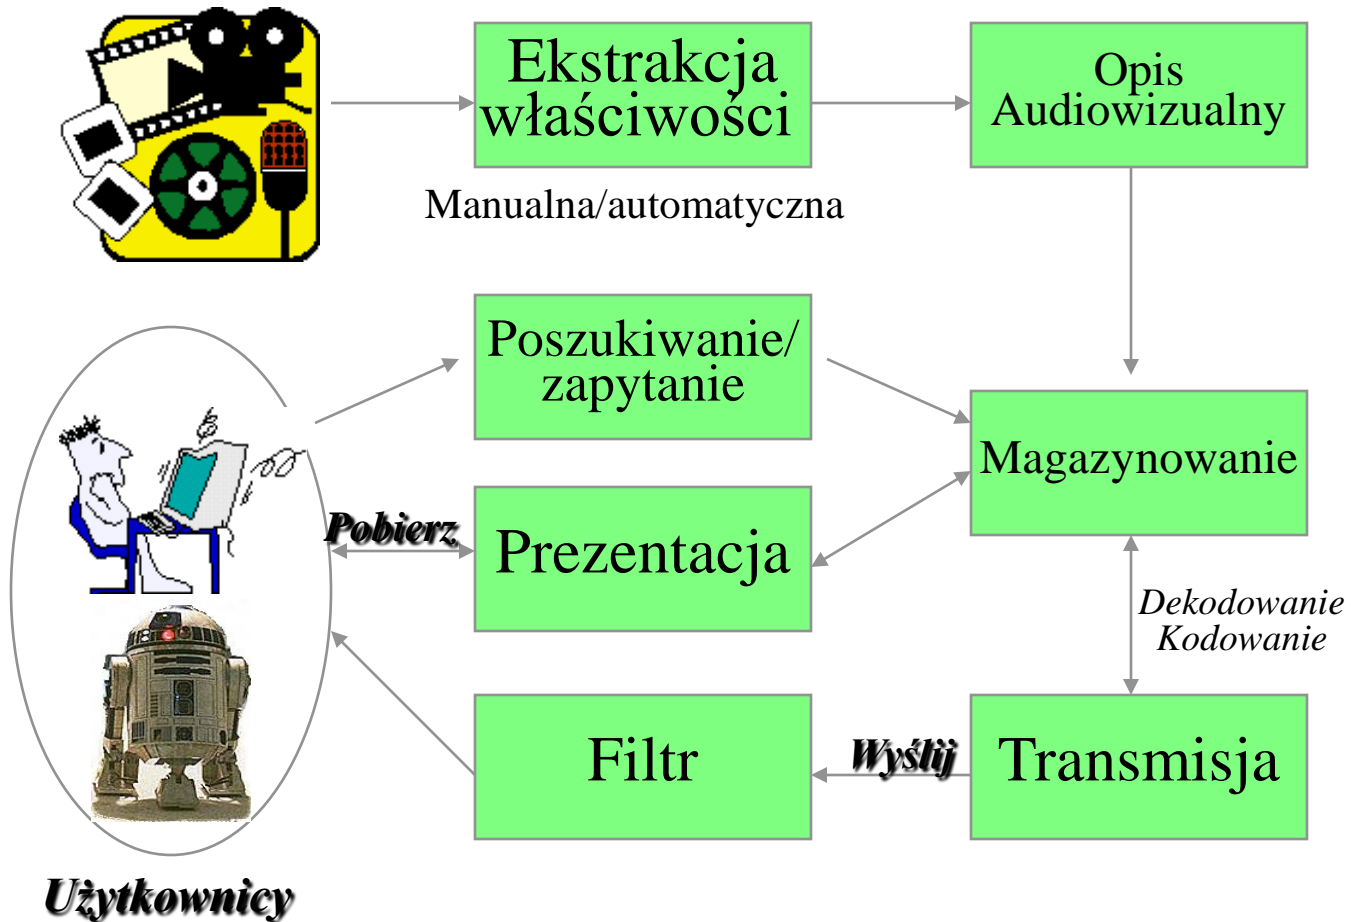 Ekstrakcja
właściwości
Opis
Audiowizualny
Manualna/automatyczna
Poszukiwanie/
zapytanie
Magazynowanie
Pobierz
Prezentacja
Dekodowanie
Kodowanie
Filtr
Wyślij
Transmisja
Użytkownicy